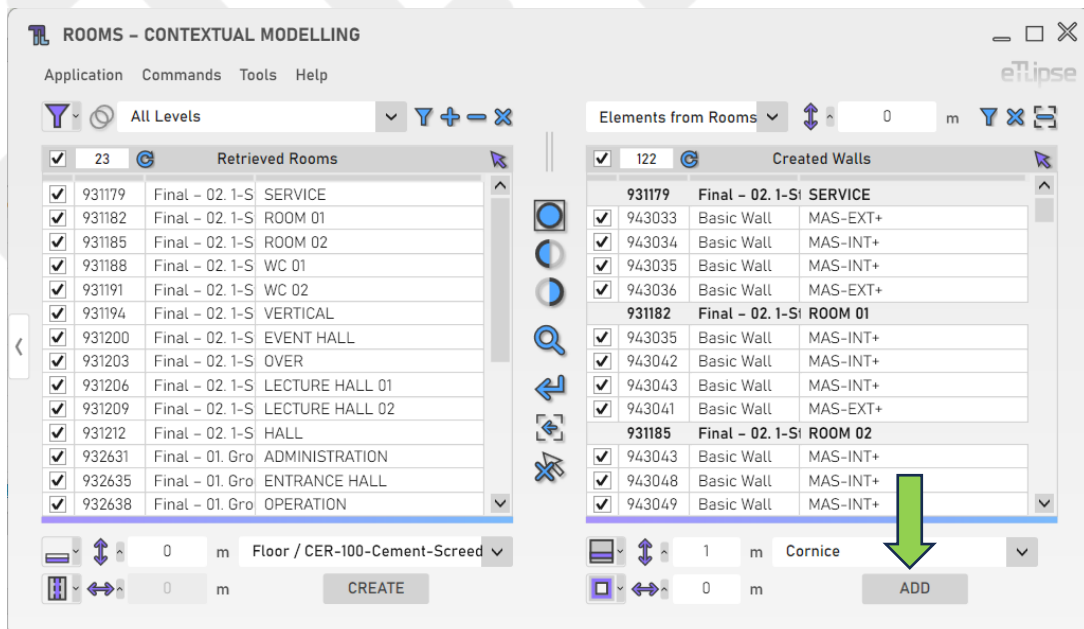 ROOMS – CONTEXTUAL MODELLING
Application Commands Tools Help
eTLipse
All Levels
Elements from Rooms 0 m
23 Retrieved Rooms
931179 Final – 02. 1-S SERVICE
931182 Final – 02. 1-S ROOM 01
931185 Final – 02. 1-S ROOM 02
931188 Final – 02. 1-S WC 01
931191 Final – 02. 1-S WC 02
931194 Final – 02. 1-S VERTICAL
931200 Final – 02. 1-S EVENT HALL
931203 Final – 02. 1-S OVER
931206 Final – 02. 1-S LECTURE HALL 01
931209 Final – 02. 1-S LECTURE HALL 02
931212 Final – 02. 1-S HALL
932631 Final – 01. Gro ADMINISTRATION
932635 Final – 01. Gro ENTRANCE HALL
932638 Final – 01. Gro OPERATION
122 Created Walls
931179 Final – 02. 1-St SERVICE
943033 Basic Wall MAS-EXT+
943034 Basic Wall MAS-INT+
943035 Basic Wall MAS-INT+
943036 Basic Wall MAS-EXT+
931182 Final – 02. 1-St ROOM 01
943035 Basic Wall MAS-INT+
943042 Basic Wall MAS-INT+
943043 Basic Wall MAS-INT+
943041 Basic Wall MAS-EXT+
931185 Final – 02. 1-St ROOM 02
943043 Basic Wall MAS-INT+
943048 Basic Wall MAS-INT+
943049 Basic Wall MAS-INT+
0 m Floor / CER-100-Cement-Screed
0 m CREATE
1 m Cornice
0 m ADD